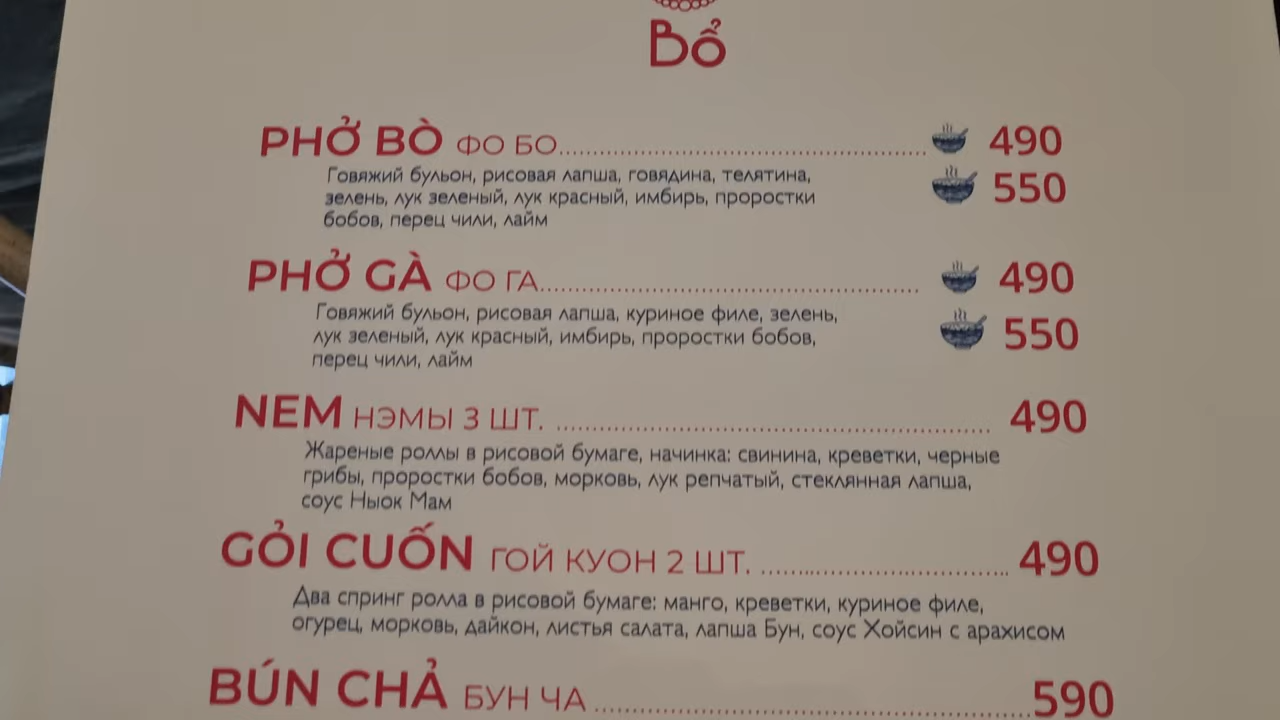 Bổ
PHỞ BÒ ФО БО 490
550
Говяжий бульон, рисовая лапша, говядина, телятина,
зелень, лук зеленый, лук красный, имбирь, проростки
бобов, перец чили, лайм
PHỞ GÀ ФО ГА 490
550
Говяжий бульон, рисовая лапша, куриное филе, зелень,
лук зеленый, лук красный, имбирь, проростки бобов,
перец чили, лайм
NEM НЭМЫ 3 ШТ. 490
Жареные роллы в рисовой бумаге, начинка: свинина, креветки, черные
грибы, проростки бобов, морковь, лук репчатый, стеклянная лапша,
соус Ныок Мам
GỎI CUỐN ГОЙ КУОН 2 ШТ. 490
Два спринг ролла в рисовой бумаге: манго, креветки, куриное филе,
огурец, морковь, дайкон, листья салата, лапша Бун, соус Хойсин с арахисом
BÚN CHẢ БУН ЧА 590